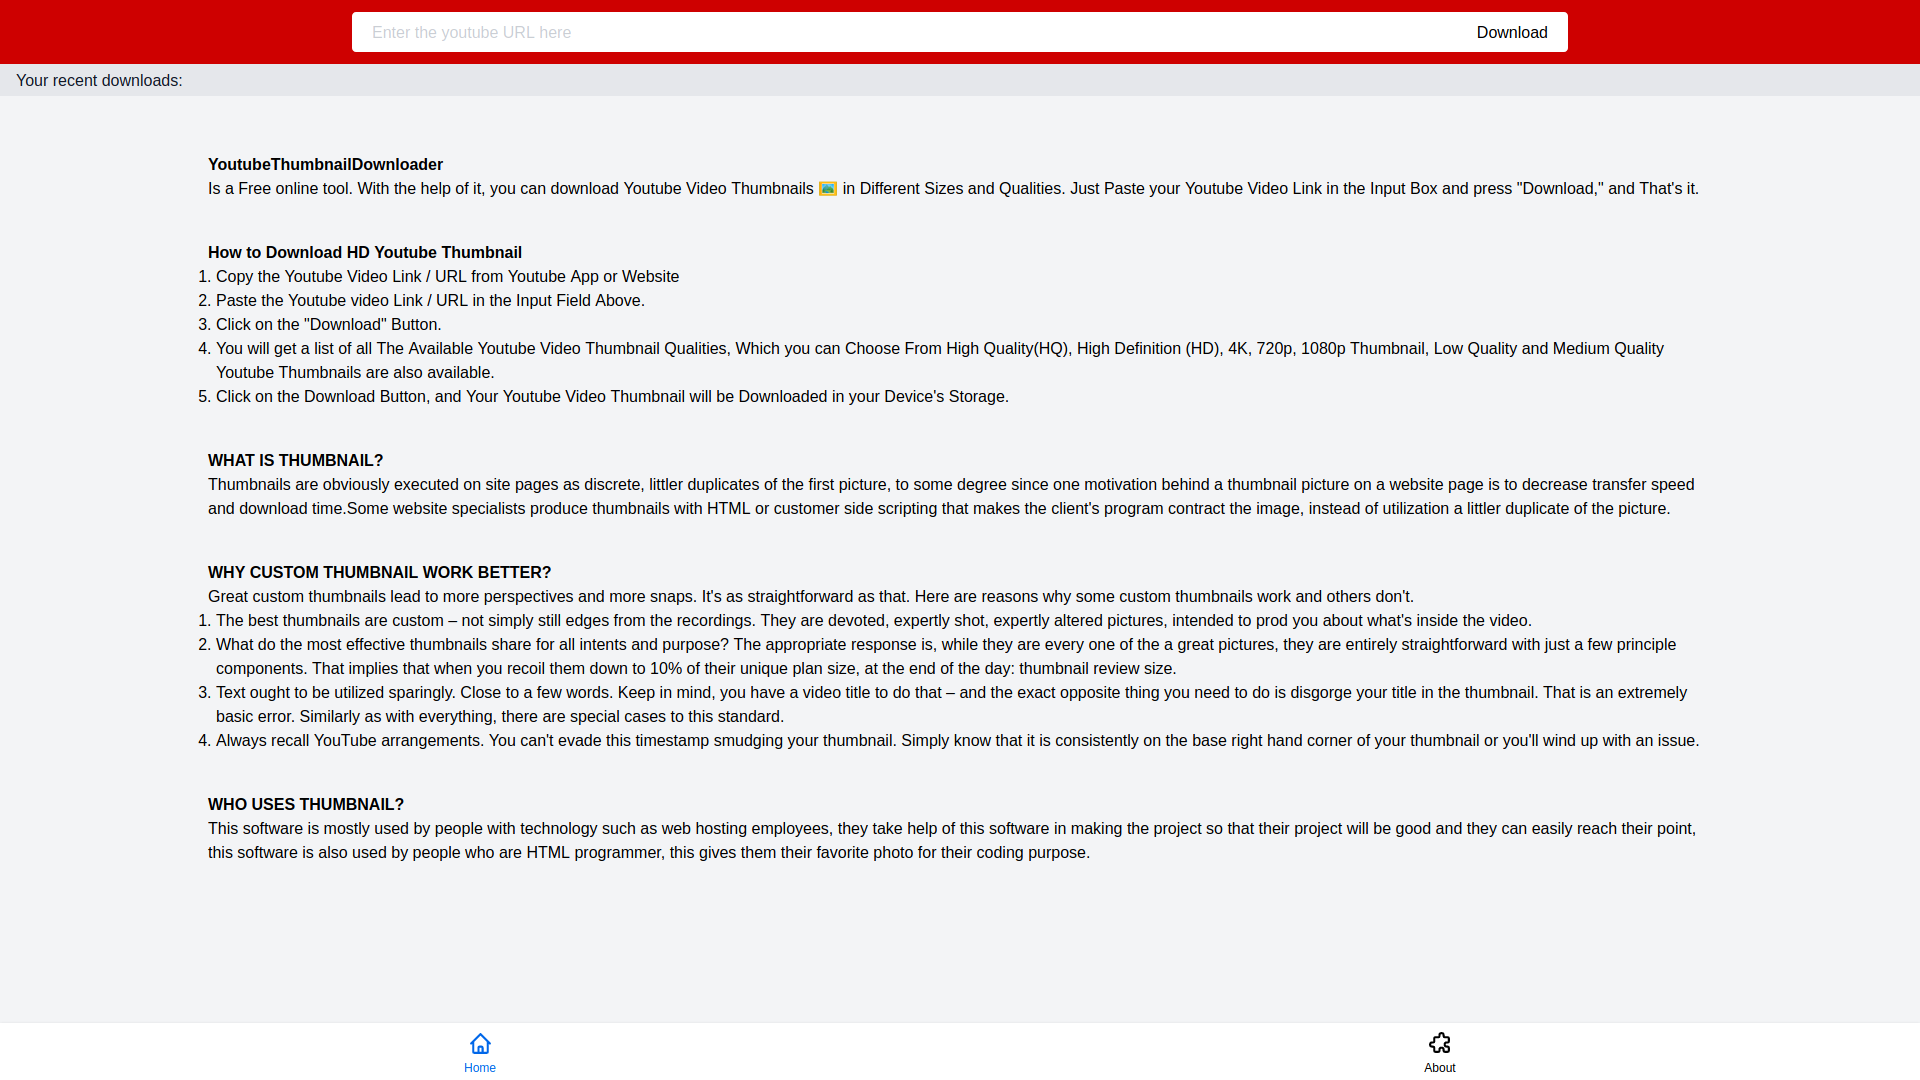 Enter the youtube URL here Download
Your recent downloads:
YoutubeThumbnailDownloader
Is a Free online tool. With the help of it, you can download Youtube Video Thumbnails 🖼️ in Different Sizes and Qualities. Just Paste your Youtube Video Link in the Input Box and press "Download," and That's it.
How to Download HD Youtube Thumbnail
1. Copy the Youtube Video Link / URL from Youtube App or Website
2. Paste the Youtube video Link / URL in the Input Field Above.
3. Click on the "Download" Button.
4. You will get a list of all The Available Youtube Video Thumbnail Qualities, Which you can Choose From High Quality(HQ), High Definition (HD), 4K, 720p, 1080p Thumbnail, Low Quality and Medium Quality
Youtube Thumbnails are also available.
5. Click on the Download Button, and Your Youtube Video Thumbnail will be Downloaded in your Device's Storage.
WHAT IS THUMBNAIL?
Thumbnails are obviously executed on site pages as discrete, littler duplicates of the first picture, to some degree since one motivation behind a thumbnail picture on a website page is to decrease transfer speed
and download time.Some website specialists produce thumbnails with HTML or customer side scripting that makes the client's program contract the image, instead of utilization a littler duplicate of the picture.
WHY CUSTOM THUMBNAIL WORK BETTER?
Great custom thumbnails lead to more perspectives and more snaps. It's as straightforward as that. Here are reasons why some custom thumbnails work and others don't.
1. The best thumbnails are custom – not simply still edges from the recordings. They are devoted, expertly shot, expertly altered pictures, intended to prod you about what's inside the video.
2. What do the most effective thumbnails share for all intents and purpose? The appropriate response is, while they are every one of the a great pictures, they are entirely straightforward with just a few principle
components. That implies that when you recoil them down to 10% of their unique plan size, at the end of the day: thumbnail review size.
3. Text ought to be utilized sparingly. Close to a few words. Keep in mind, you have a video title to do that – and the exact opposite thing you need to do is disgorge your title in the thumbnail. That is an extremely
basic error. Similarly as with everything, there are special cases to this standard.
4. Always recall YouTube arrangements. You can't evade this timestamp smudging your thumbnail. Simply know that it is consistently on the base right hand corner of your thumbnail or you'll wind up with an issue.
WHO USES THUMBNAIL?
This software is mostly used by people with technology such as web hosting employees, they take help of this software in making the project so that their project will be good and they can easily reach their point,
this software is also used by people who are HTML programmer, this gives them their favorite photo for their coding purpose.
Home About